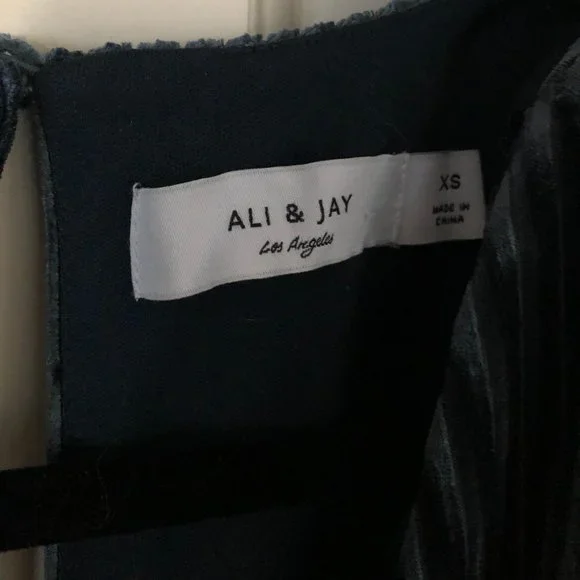 ALI & JAY
Los Angeles
XS
MADE IN
CHINA